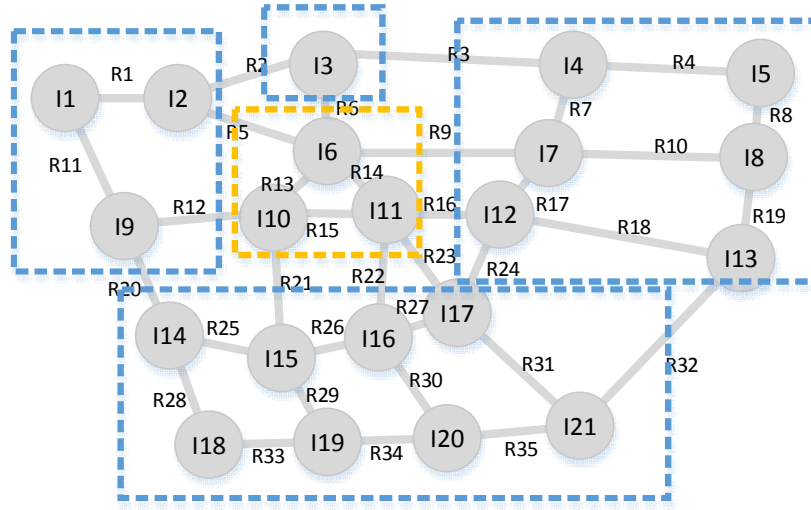 I3
R1
R2
R3
I4
R4
I5
I1
I2
R6
R7
R8
R5
I6
R9
I7
R10
I8
R11
R13
R14
I9
R12
I10
R15
I11
R16
I12
R17
R18
R19
R23
I13
R20
R21
R22
R24
I14
R25
R26
R27
I17
I15
I16
R31
R32
R28
R29
R30
I18
R33
I19
R34
I20
R35
I21